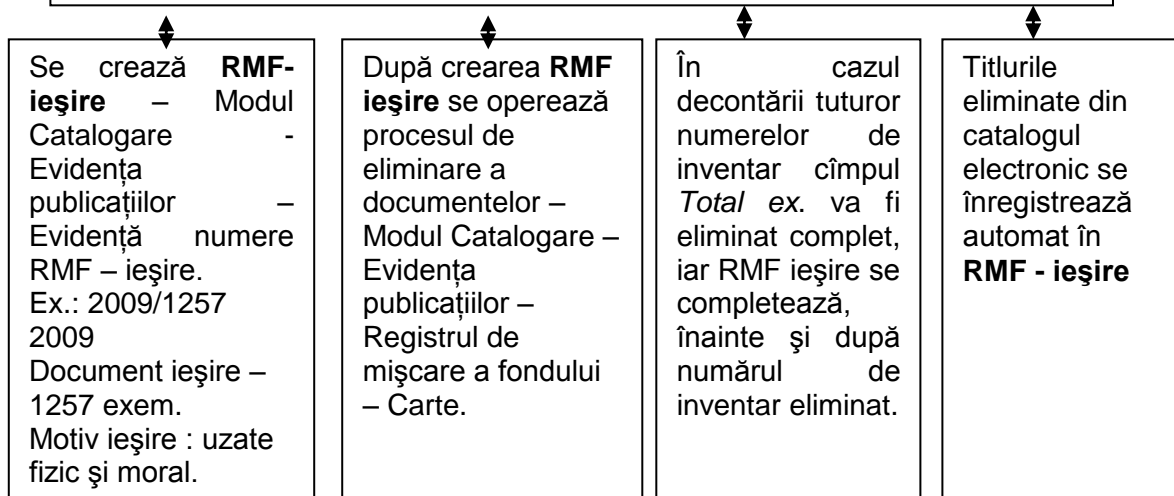 Se crează RMF-
ieşire – Modul
Catalogare -
Evidența
publicațiilor –
Evidență numere
RMF – ieşire.
Ex.: 2009/1257
2009
Document ieşire –
1257 exem.
Motiv ieşire : uzate
fizic şi moral.
După crearea RMF
ieşire se operează
procesul de
eliminare a
documentelor –
Modul Catalogare –
Evidența
publicațiilor –
Registrul de
mişcare a fondului
– Carte.
În cazul
decontării tuturor
numerelor de
inventar cîmpul
Total ex. va fi
eliminat complet,
iar RMF ieşire se
completează,
înainte şi după
numărul de
inventar eliminat.
Titlurile
eliminate din
catalogul
electronic se
înregistrează
automat în
RMF - ieşire